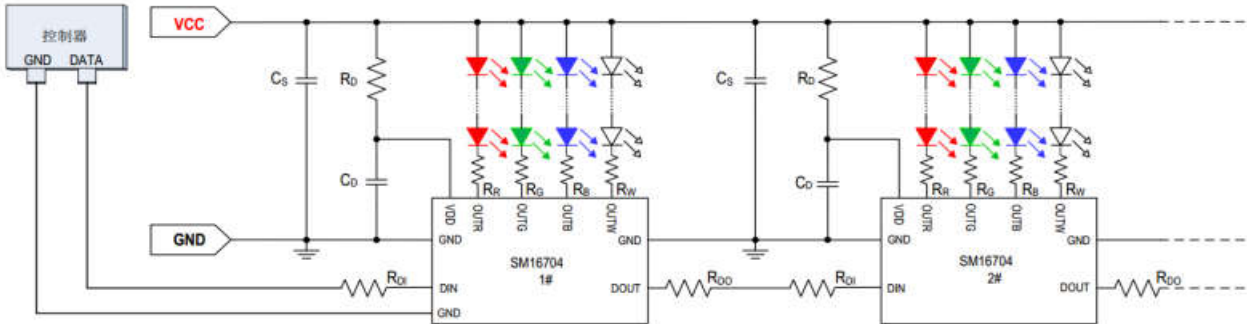 控制器
GND DATA
VCC
GND
CS
RD
CD
VDD
OUTR
OUTG
OUTB
OUTW
RR
RG
RB
RW
GND
GND
SM16704
1#
RDI
DIN
GND
DOUT
RDO
CS
RD
CD
VDD
OUTR
OUTG
OUTB
OUTW
RR
RG
RB
RW
GND
GND
SM16704
2#
RDI
DIN
DOUT
RDO